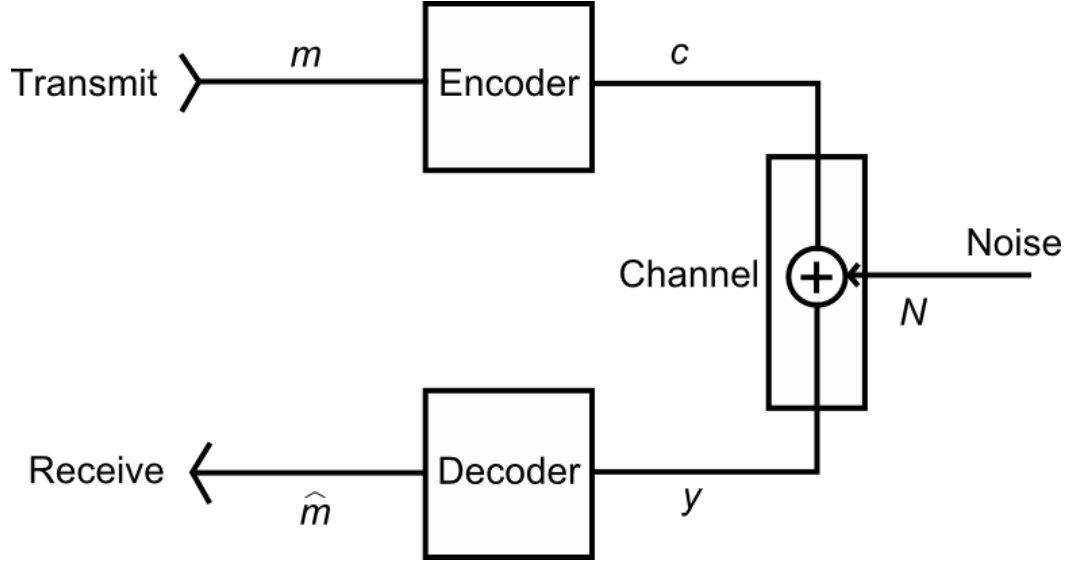 Transmit
m
Encoder
c
Noise
Channel
+
N
Receive
m̂
Decoder
y